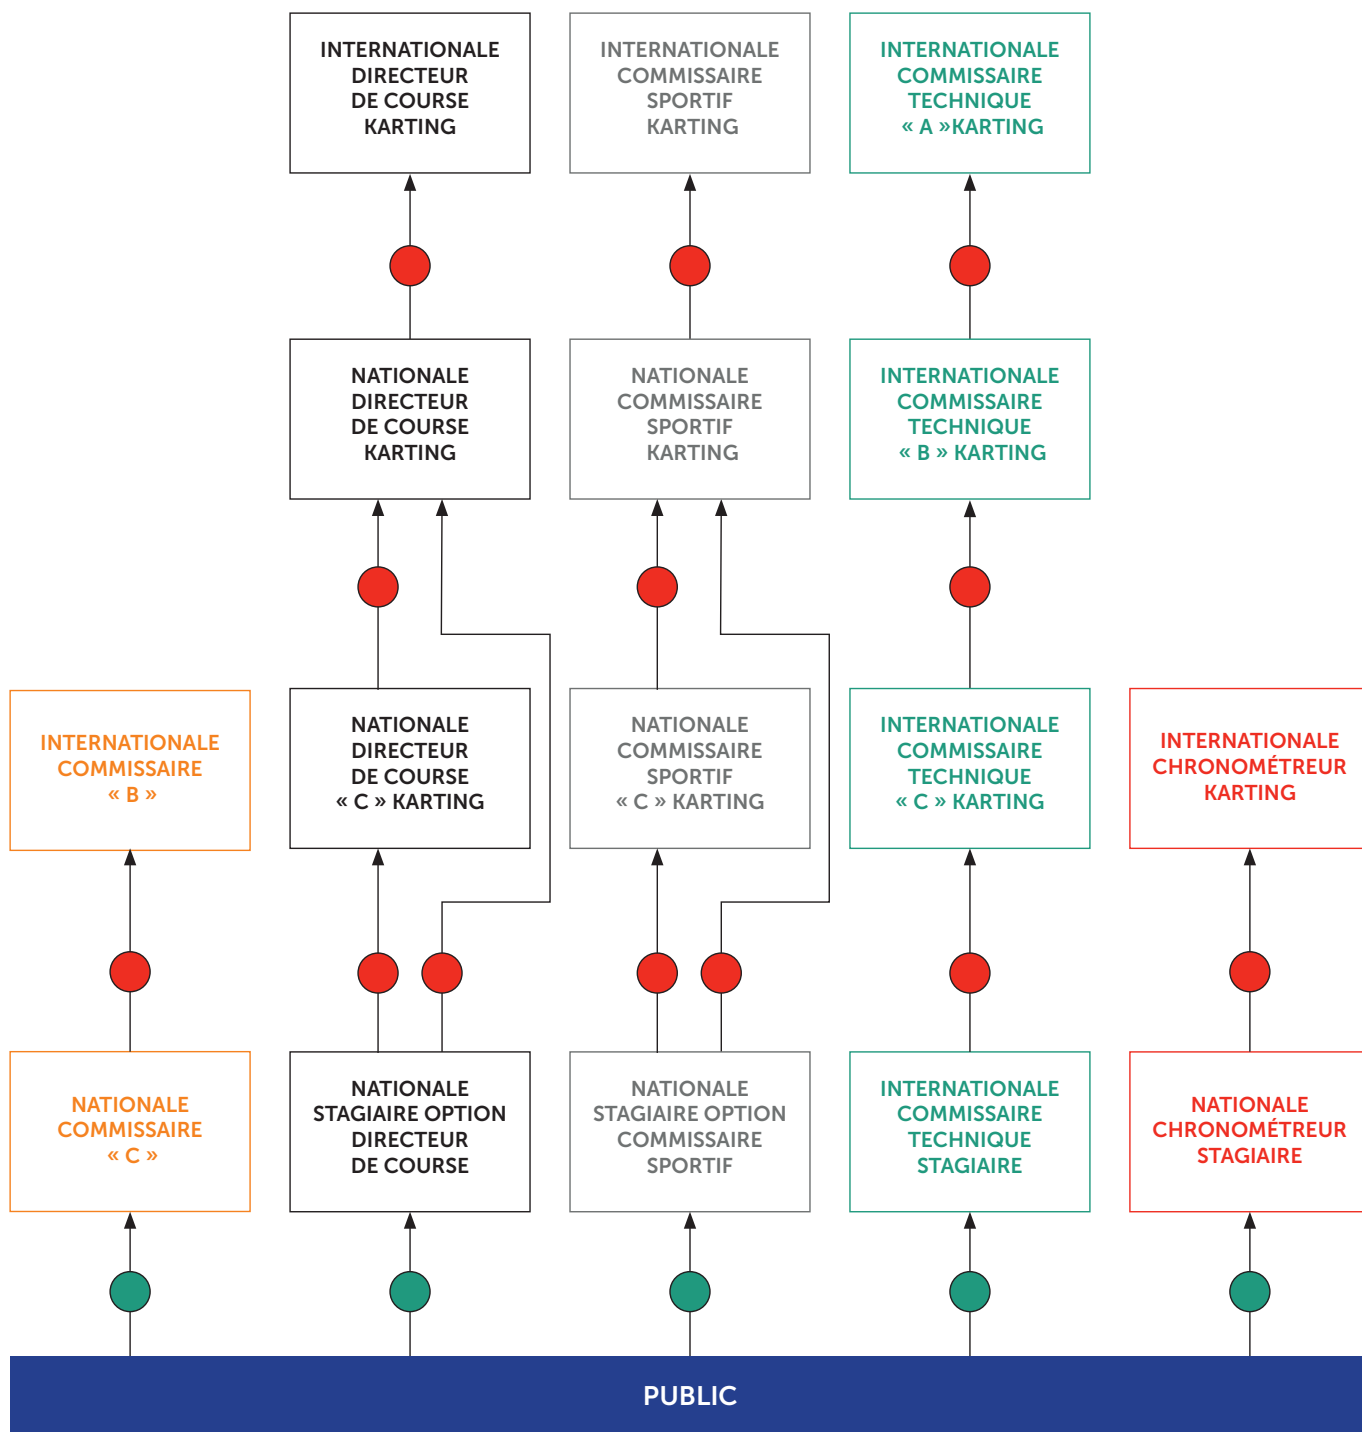 INTERNATIONALE
DIRECTEUR
DE COURSE
KARTING
INTERNATIONALE
COMMISSAIRE
SPORTIF
KARTING
INTERNATIONALE
COMMISSAIRE
TECHNIQUE
« A »KARTING
NATIONALE
DIRECTEUR
DE COURSE
KARTING
NATIONALE
COMMISSAIRE
SPORTIF
KARTING
INTERNATIONALE
COMMISSAIRE
TECHNIQUE
« B » KARTING
INTERNATIONALE
COMMISSAIRE
« B »
NATIONALE
DIRECTEUR
DE COURSE
« C » KARTING
NATIONALE
COMMISSAIRE
SPORTIF
« C » KARTING
INTERNATIONALE
COMMISSAIRE
TECHNIQUE
« C » KARTING
INTERNATIONALE
CHRONOMÉTREUR
KARTING
NATIONALE
COMMISSAIRE
« C »
NATIONALE
STAGIAIRE OPTION
DIRECTEUR
DE COURSE
NATIONALE
STAGIAIRE OPTION
COMMISSAIRE
SPORTIF
INTERNATIONALE
COMMISSAIRE
TECHNIQUE
STAGIAIRE
NATIONALE
CHRONOMÉTREUR
STAGIAIRE
PUBLIC